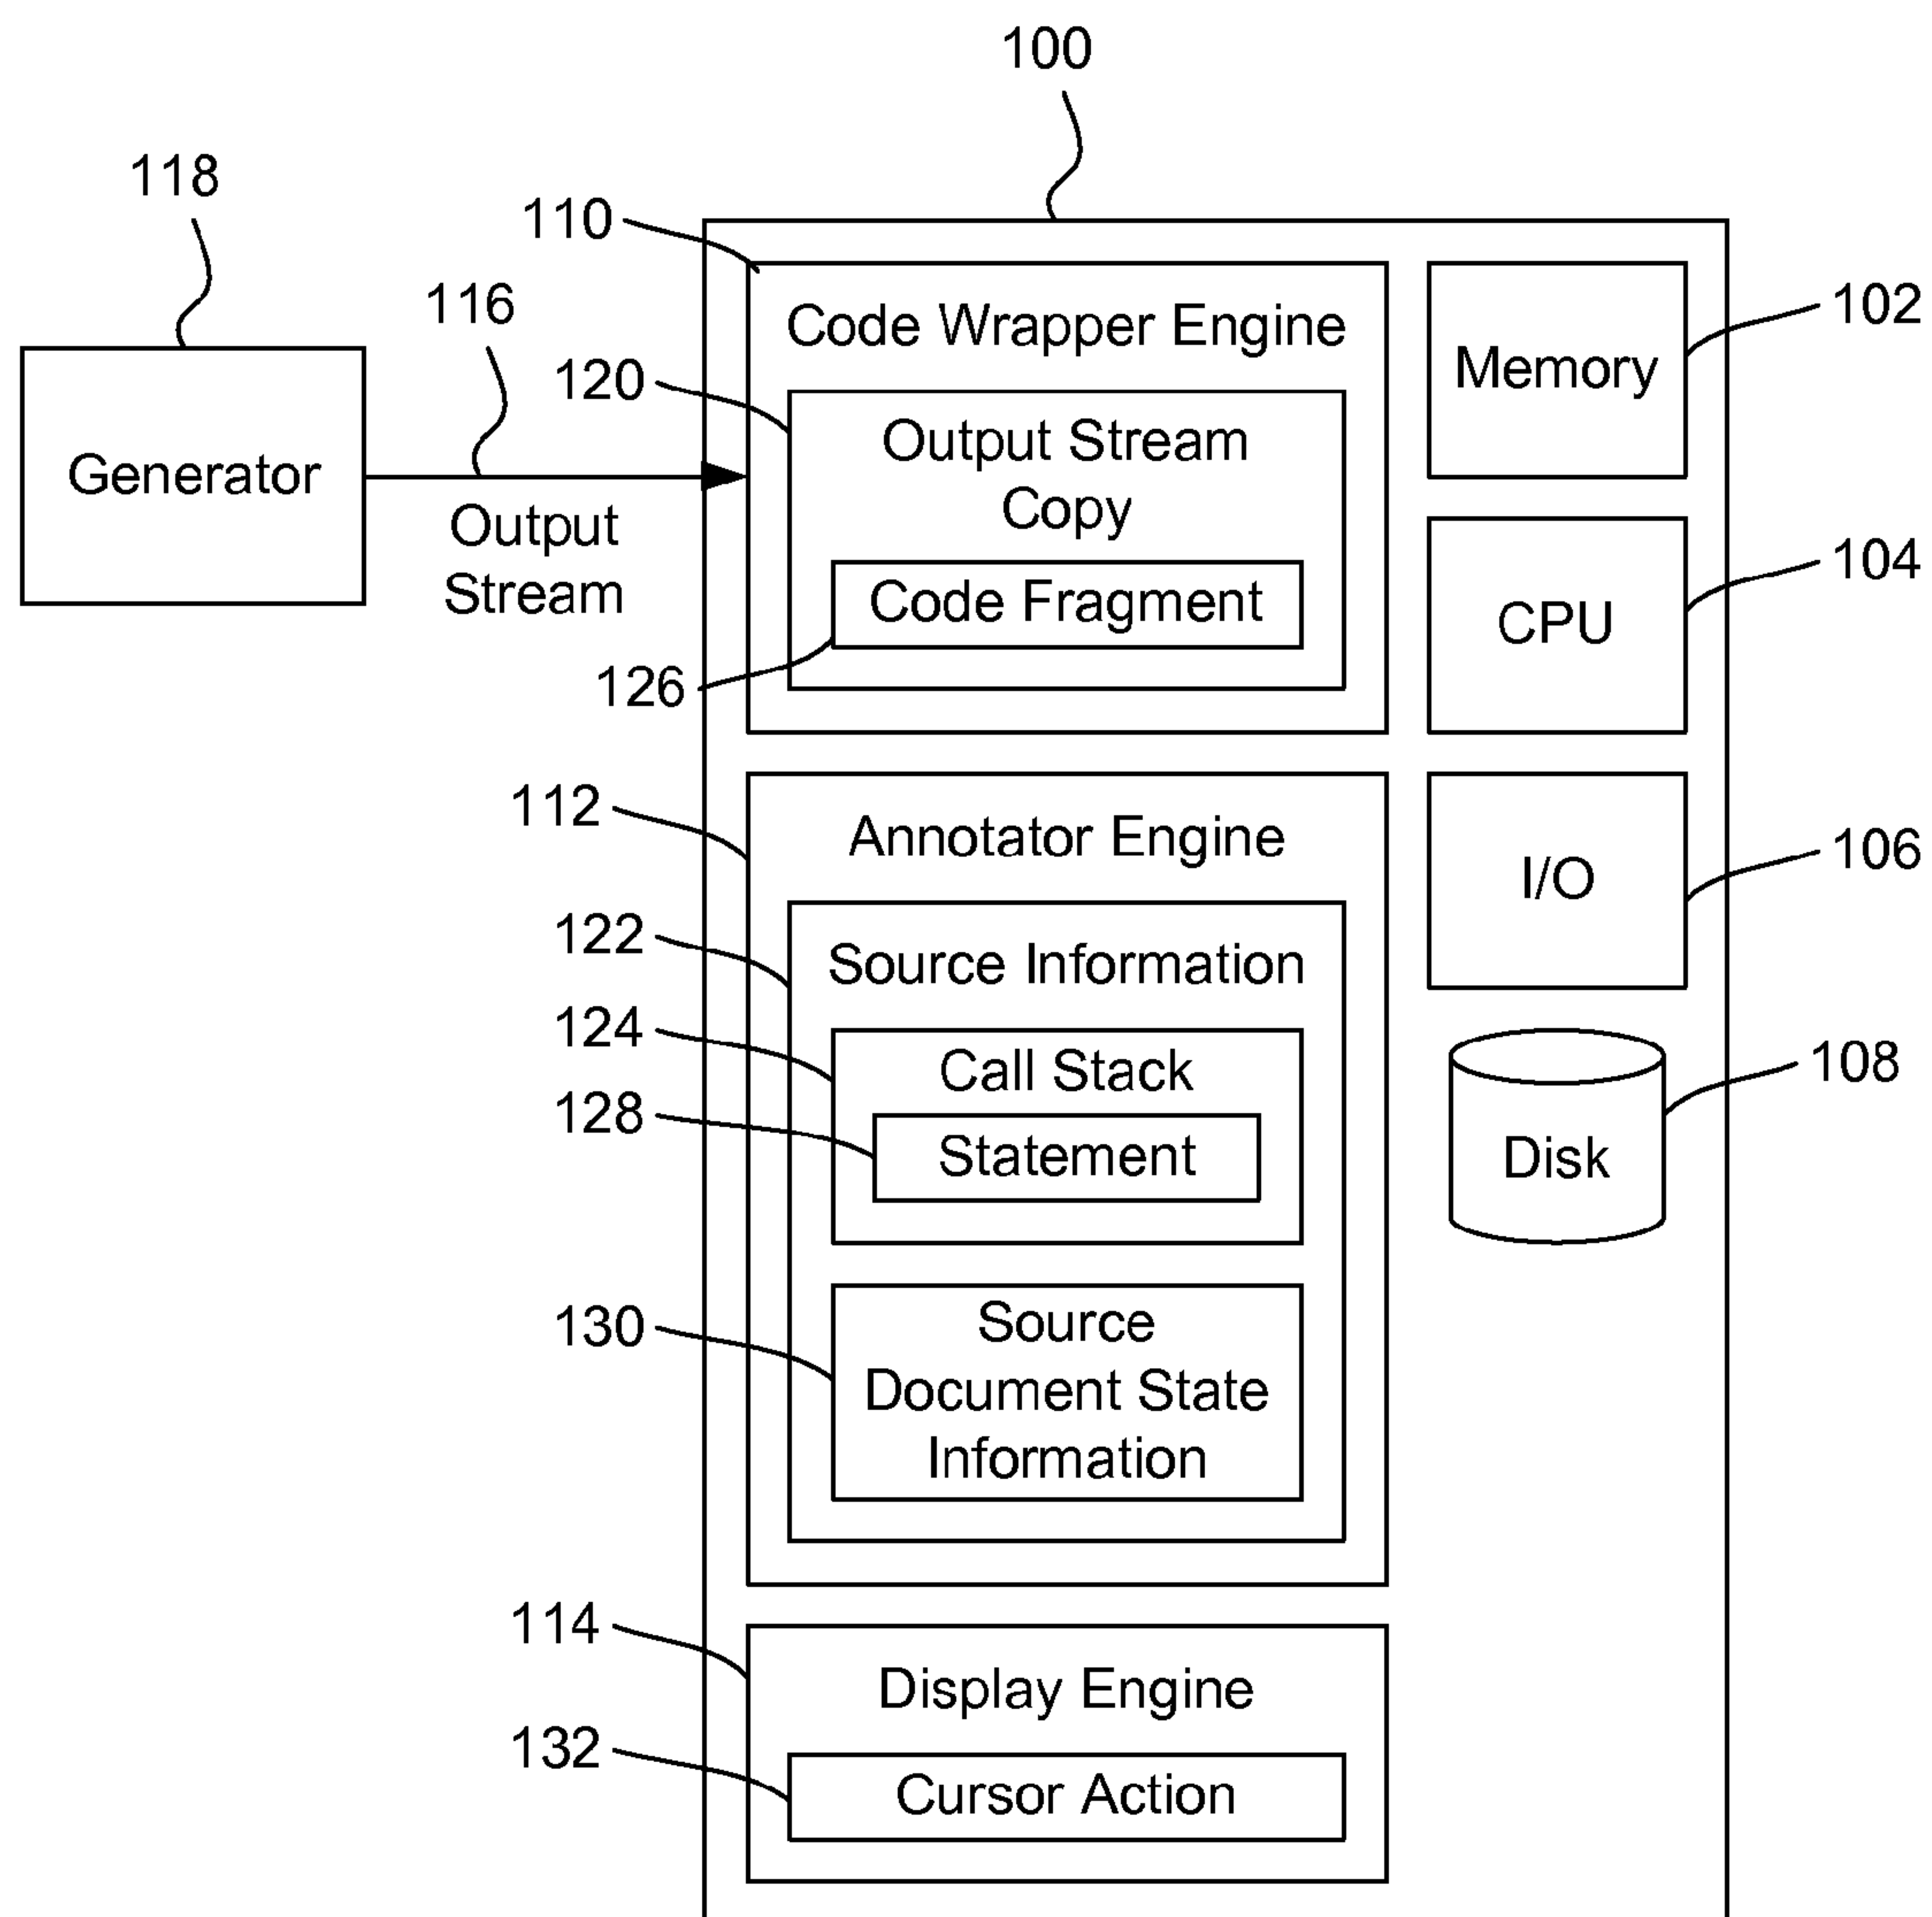 100
118
110
116
Code Wrapper Engine
102
Memory
120
Output Stream
Copy
Generator
Output
Stream
Code Fragment
104
CPU
126
112
Annotator Engine
106
I/O
122
Source Information
124
Call Stack
108
128
Statement
Disk
130
Source
Document State
Information
114
Display Engine
132
Cursor Action